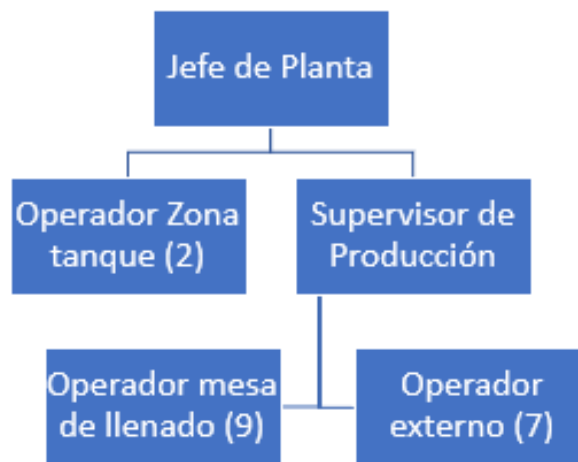 Jefe de Planta
Operador Zona
tanque (2)
Supervisor de
Producción
Operador mesa
de llenado (9)
Operador
externo (7)